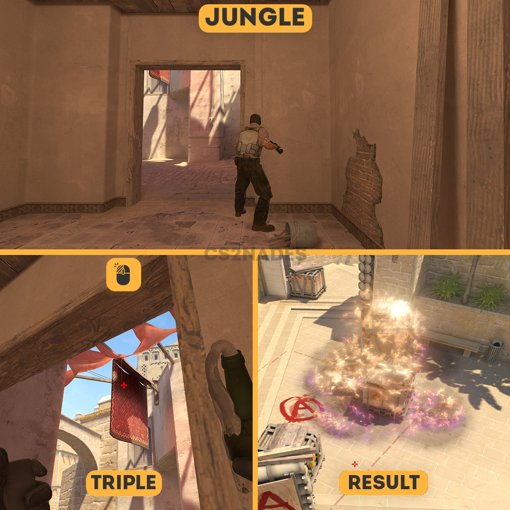 JUNGLE
CS2NADES
TRIPLE
RESULT
A
A